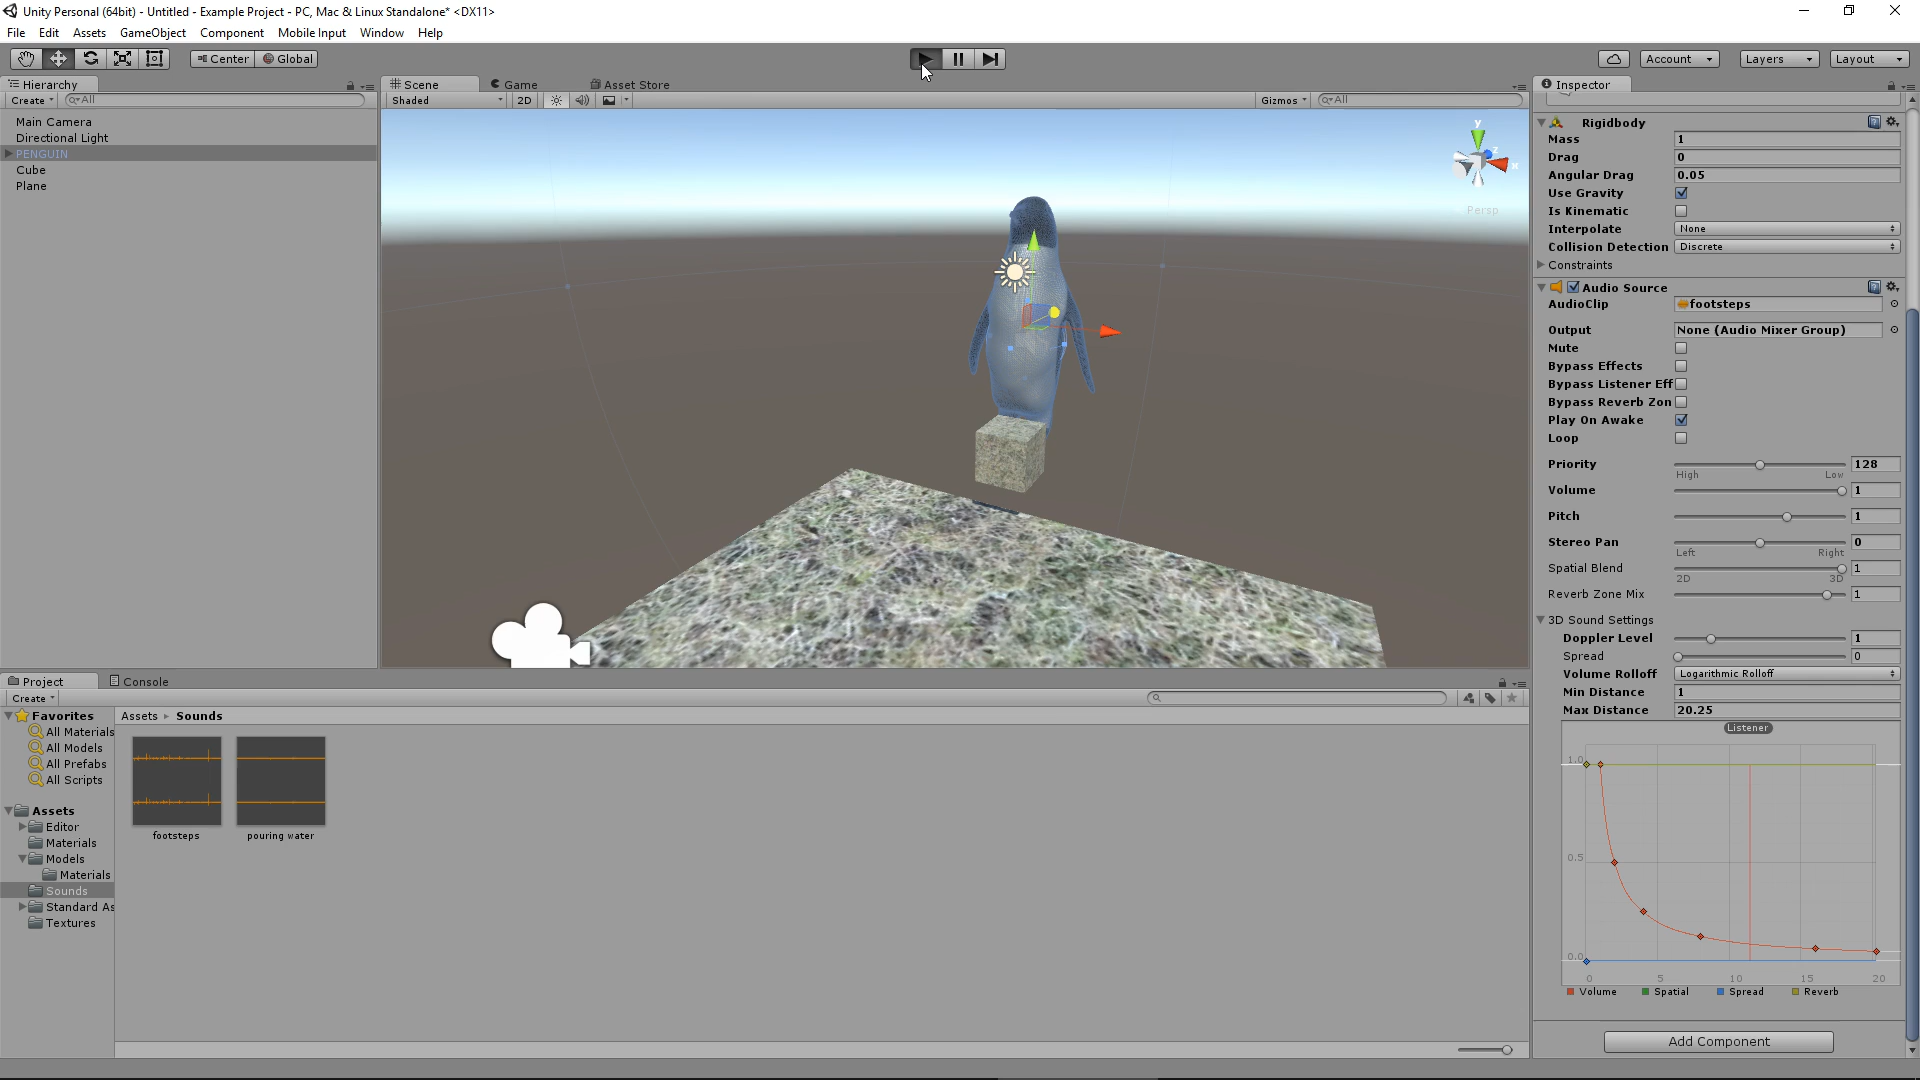 Unity Personal (64bit) - Untitled - Example Project - PC, Mac & Linux Standalone* <DX11>
File Edit Assets GameObject Component Mobile Input Window Help
Center Global
Account Layers Layout
Hierarchy
Create All
Main Camera
Directional Light
PENGUIN
Cube
Plane
Scene Game Asset Store
Shaded 2D Gizmos All
y
z
x
Persp
Inspector
Rigidbody
Mass 1
Drag 0
Angular Drag 0.05
Use Gravity
Is Kinematic
Interpolate None
Collision Detection Discrete
Constraints
Audio Source
AudioClip footsteps
Output None (Audio Mixer Group)
Mute
Bypass Effects
Bypass Listener Eff
Bypass Reverb Zon
Play On Awake
Loop
Priority 128
High Low
Volume 1
Pitch 1
Stereo Pan 0
Left Right
Spatial Blend 1
2D 3D
Reverb Zone Mix 1
3D Sound Settings
Doppler Level 1
Spread 0
Volume Rolloff Logarithmic Rolloff
Min Distance 1
Max Distance 20.25
Listener
1.0
0.5
0.0
0 5 10 15 20
Volume Spatial Spread Reverb
Add Component
Project Console
Create
Favorites
All Materials
All Models
All Prefabs
All Scripts
Assets
Editor
Materials
Models
Materials
Sounds
Standard As
Textures
Assets Sounds
footsteps pouring water